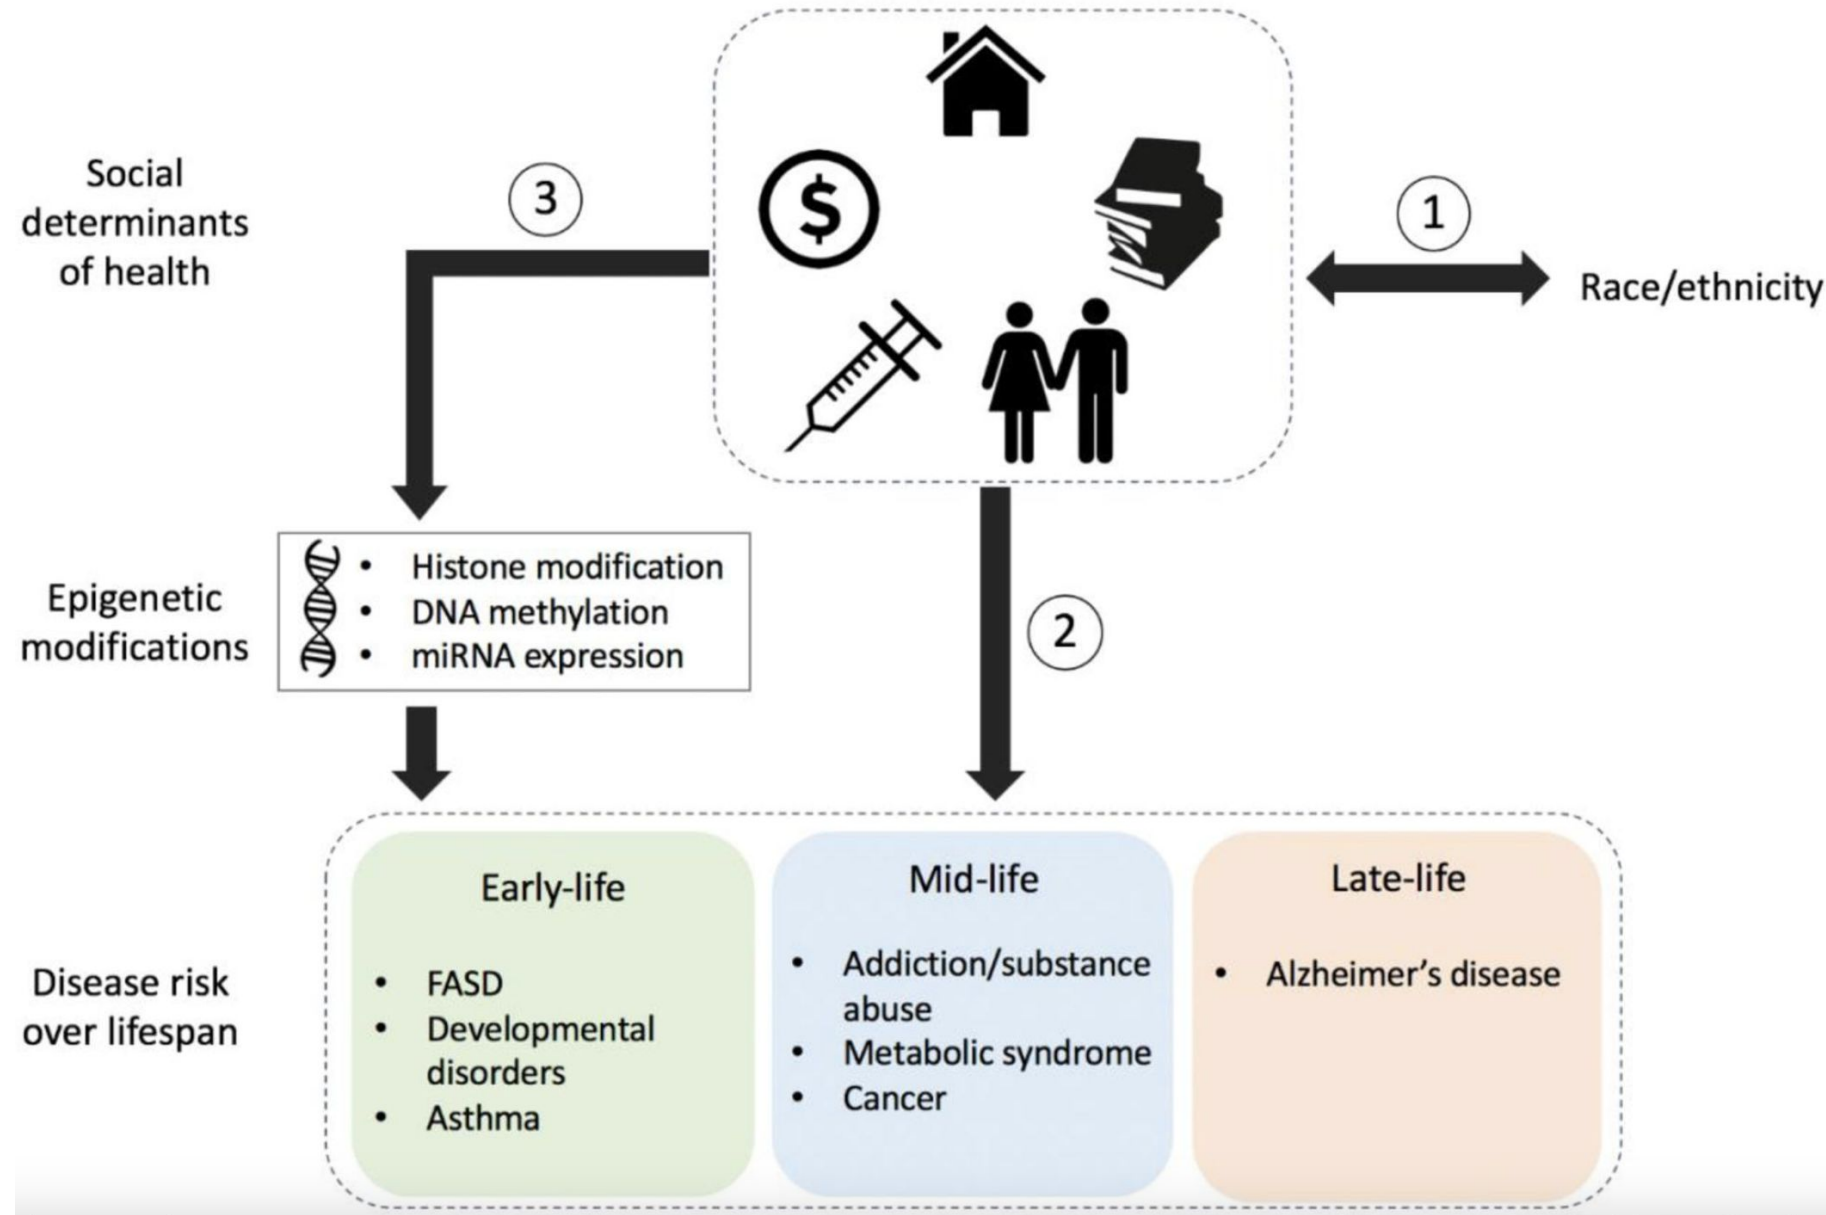 Social
determinants
of health
3
$
1
Race/ethnicity
Epigenetic
modifications
• Histone modification
• DNA methylation
• miRNA expression
2
Disease risk
over lifespan
Early-life
• FASD
• Developmental
disorders
• Asthma
Mid-life
• Addiction/substance
abuse
• Metabolic syndrome
• Cancer
Late-life
• Alzheimer’s disease